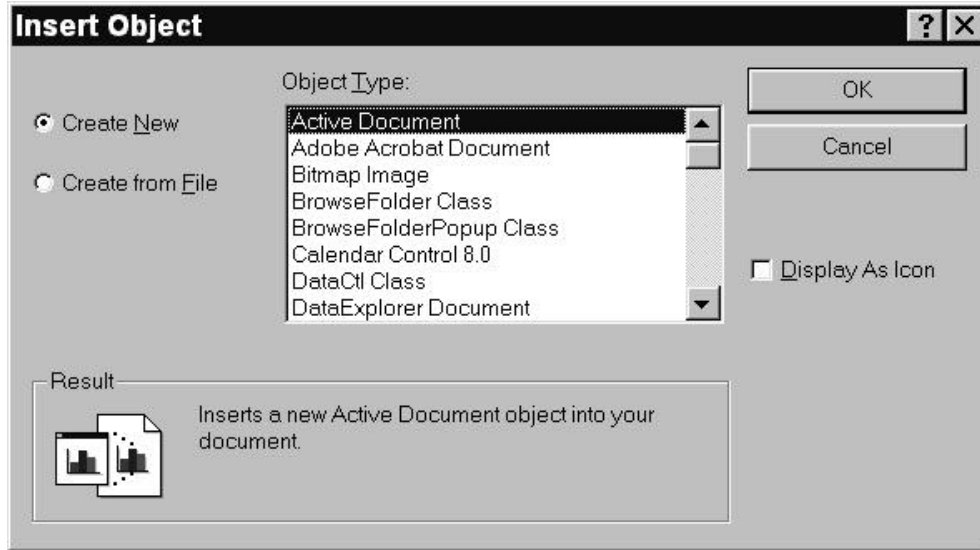 Insert Object
Object Type:
Create New
Create from File
Active Document
Adobe Acrobat Document
Bitmap Image
BrowseFolder Class
BrowseFolderPopup Class
Calendar Control 8.0
DataCtl Class
DataExplorer Document
OK
Cancel
Display As Icon
Result
Inserts a new Active Document object into your
document.